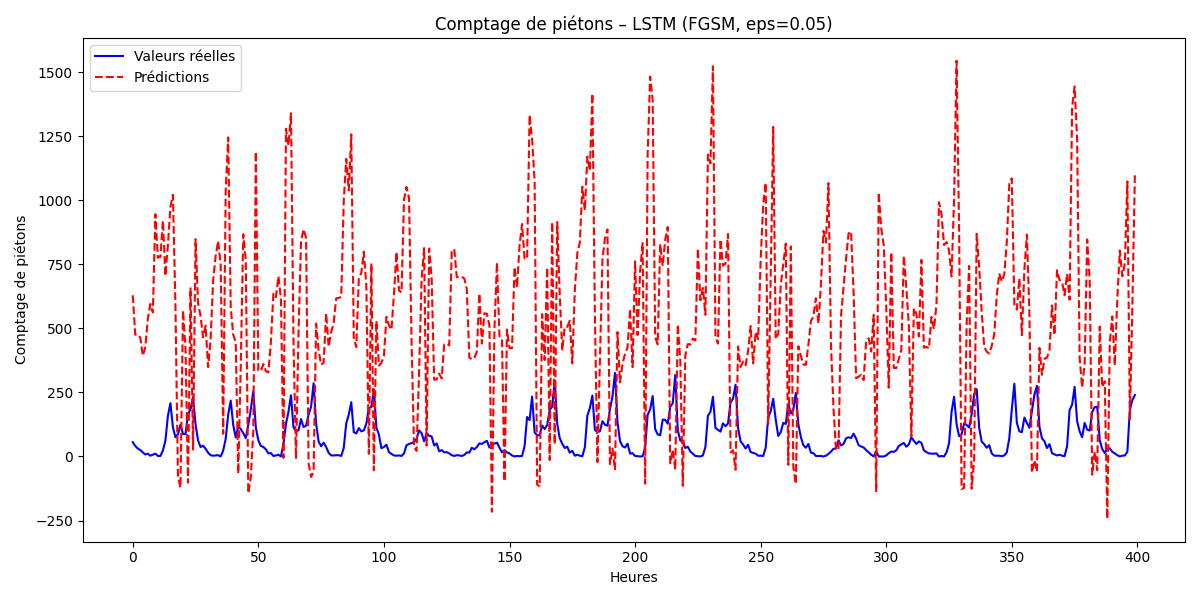 Comptage de piétons – LSTM (FGSM, eps=0.05)
Valeurs réelles
Prédictions
Comptage de piétons
1500
1250
1000
750
500
250
0
−250
0 50 100 150 200 250 300 350 400
Heures